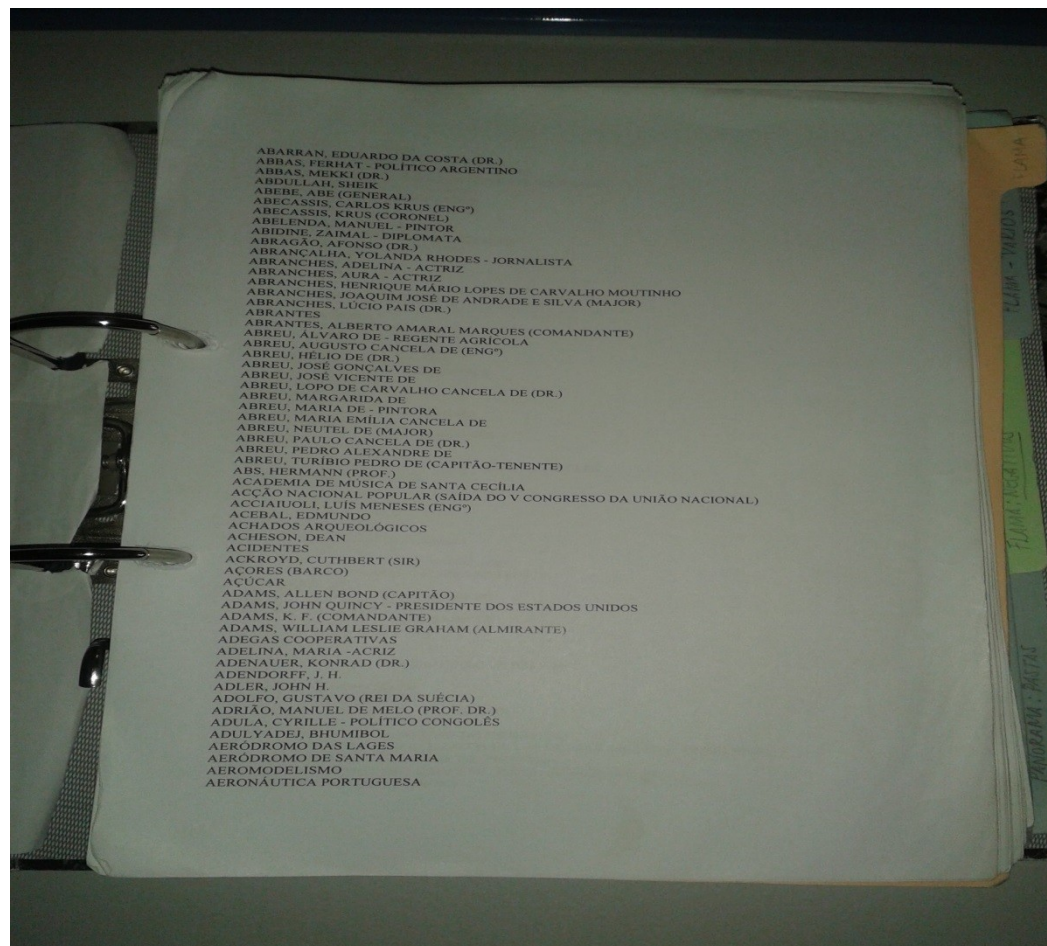 ABARRAN, EDUARDO DA COSTA (DR.)
ABBAS, FERHAT - POLÍTICO ARGENTINO
ABBAS, MEKKI (DR.)
ABDULLAH, SHEIK
ABEBE, ABE (GENERAL)
ABECASSIS, CARLOS KRUS (ENGº)
ABECASSIS, KRUS (CORONEL)
ABELENDA, MANUEL - PINTOR
ABIDINE, ZAIMAL - DIPLOMATA
ABRAGÃO, AFONSO (DR.)
ABRANÇALHA, YOLANDA RHODES - JORNALISTA
ABRANCHES, ADELINA - ACTRIZ
ABRANCHES, AURA - ACTRIZ
ABRANCHES, HENRIQUE MÁRIO LOPES DE CARVALHO MOUTINHO
ABRANCHES, JOAQUIM JOSÉ DE ANDRADE E SILVA (MAJOR)
ABRANCHES, LÚCIO PAIS (DR.)
ABRANTES
ABRANTES, ALBERTO AMARAL MARQUES (COMANDANTE)
ABREU, ÁLVARO DE - REGENTE AGRÍCOLA
ABREU, AUGUSTO CANCELA DE (ENGº)
ABREU, HÉLIO DE (DR.)
ABREU, JOSÉ GONÇALVES DE
ABREU, JOSÉ VICENTE DE
ABREU, LOPO DE CARVALHO CANCELA DE (DR.)
ABREU, MARGARIDA DE
ABREU, MARIA DE - PINTORA
ABREU, MARIA EMÍLIA CANCELA DE
ABREU, NEUTEL DE (MAJOR)
ABREU, PAULO CANCELA DE (DR.)
ABREU, PEDRO ALEXANDRE DE
ABREU, TURÍBIO PEDRO DE (CAPITÃO-TENENTE)
ABS, HERMANN (PROF.)
ACADEMIA DE MÚSICA DE SANTA CECÍLIA
ACÇÃO NACIONAL POPULAR (SAÍDA DO V CONGRESSO DA UNIÃO NACIONAL)
ACCIAIUOLI, LUÍS MENESES (ENGº)
ACEBAL, EDMUNDO
ACHADOS ARQUEOLÓGICOS
ACHESON, DEAN
ACIDENTES
ACKROYD, CUTHBERT (SIR)
AÇORES (BARCO)
AÇÚCAR
ADAMS, ALLEN BOND (CAPITÃO)
ADAMS, JOHN QUINCY - PRESIDENTE DOS ESTADOS UNIDOS
ADAMS, K. F. (COMANDANTE)
ADAMS, WILLIAM LESLIE GRAHAM (ALMIRANTE)
ADEGAS COOPERATIVAS
ADELINA, MARIA -ACRIZ
ADENAUER, KONRAD (DR.)
ADENDORFF, J. H.
ADLER, JOHN H.
ADOLFO, GUSTAVO (REI DA SUÉCIA)
ADRIÃO, MANUEL DE MELO (PROF. DR.)
ADULA, CYRILLE - POLÍTICO CONGOLÊS
ADULYADEJ, BHUMIBOL
AERÓDROMO DAS LAGES
AERÓDROMO DE SANTA MARIA
AEROMODELISMO
AERONÁUTICA PORTUGUESA
FLAMA
FLAMA - VÁRIOS
FLAMA:
PANORAMA: PASTAS